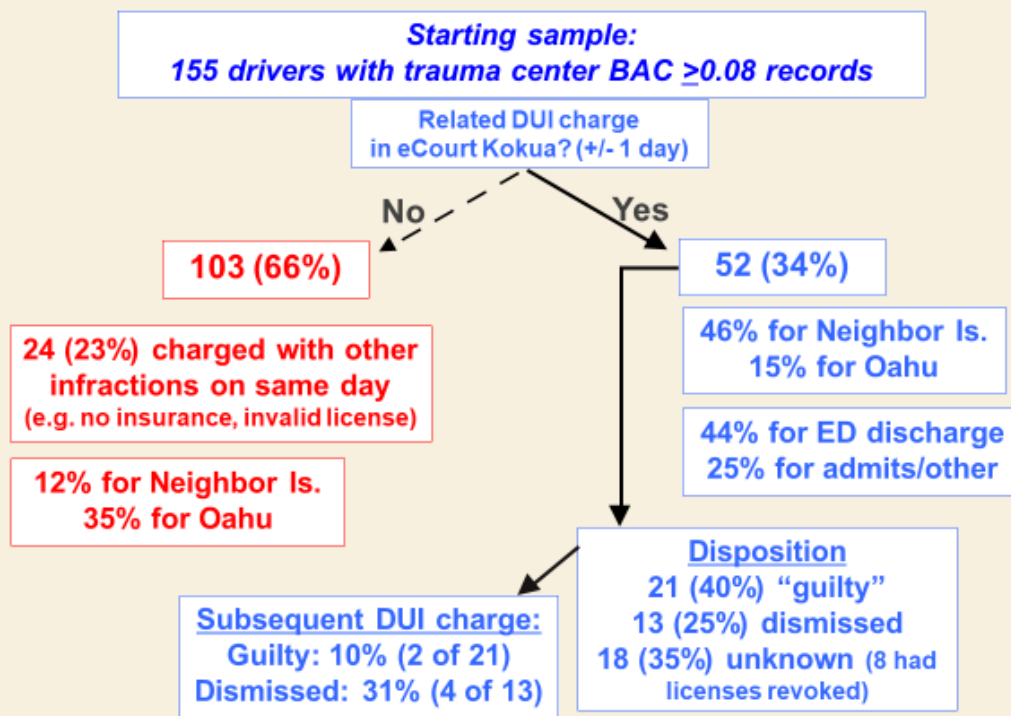 Starting sample:
155 drivers with trauma center BAC ≥0.08 records
Related DUI charge
in eCourt Kokua? (+/- 1 day)
No
Yes
103 (66%)
52 (34%)
24 (23%) charged with other
infractions on same day
(e.g. no insurance, invalid license)
12% for Neighbor Is.
35% for Oahu
46% for Neighbor Is.
15% for Oahu
44% for ED discharge
25% for admits/other
Disposition
21 (40%) “guilty”
13 (25%) dismissed
18 (35%) unknown (8 had
licenses revoked)
Subsequent DUI charge:
Guilty: 10% (2 of 21)
Dismissed: 31% (4 of 13)